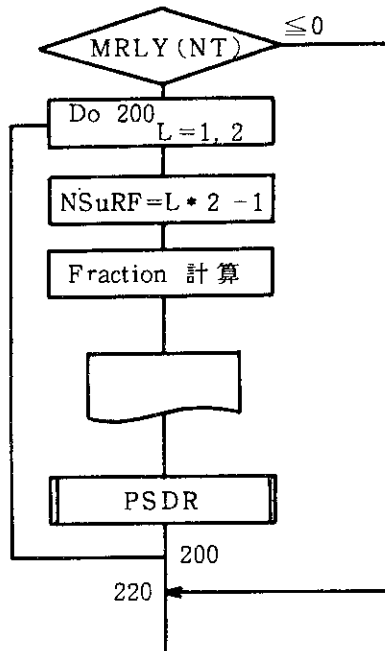 MRLY(NT)
≦0
Do 200
L=1, 2
NSuRF=L * 2 -1
Fraction 計算
PSDR
200
220